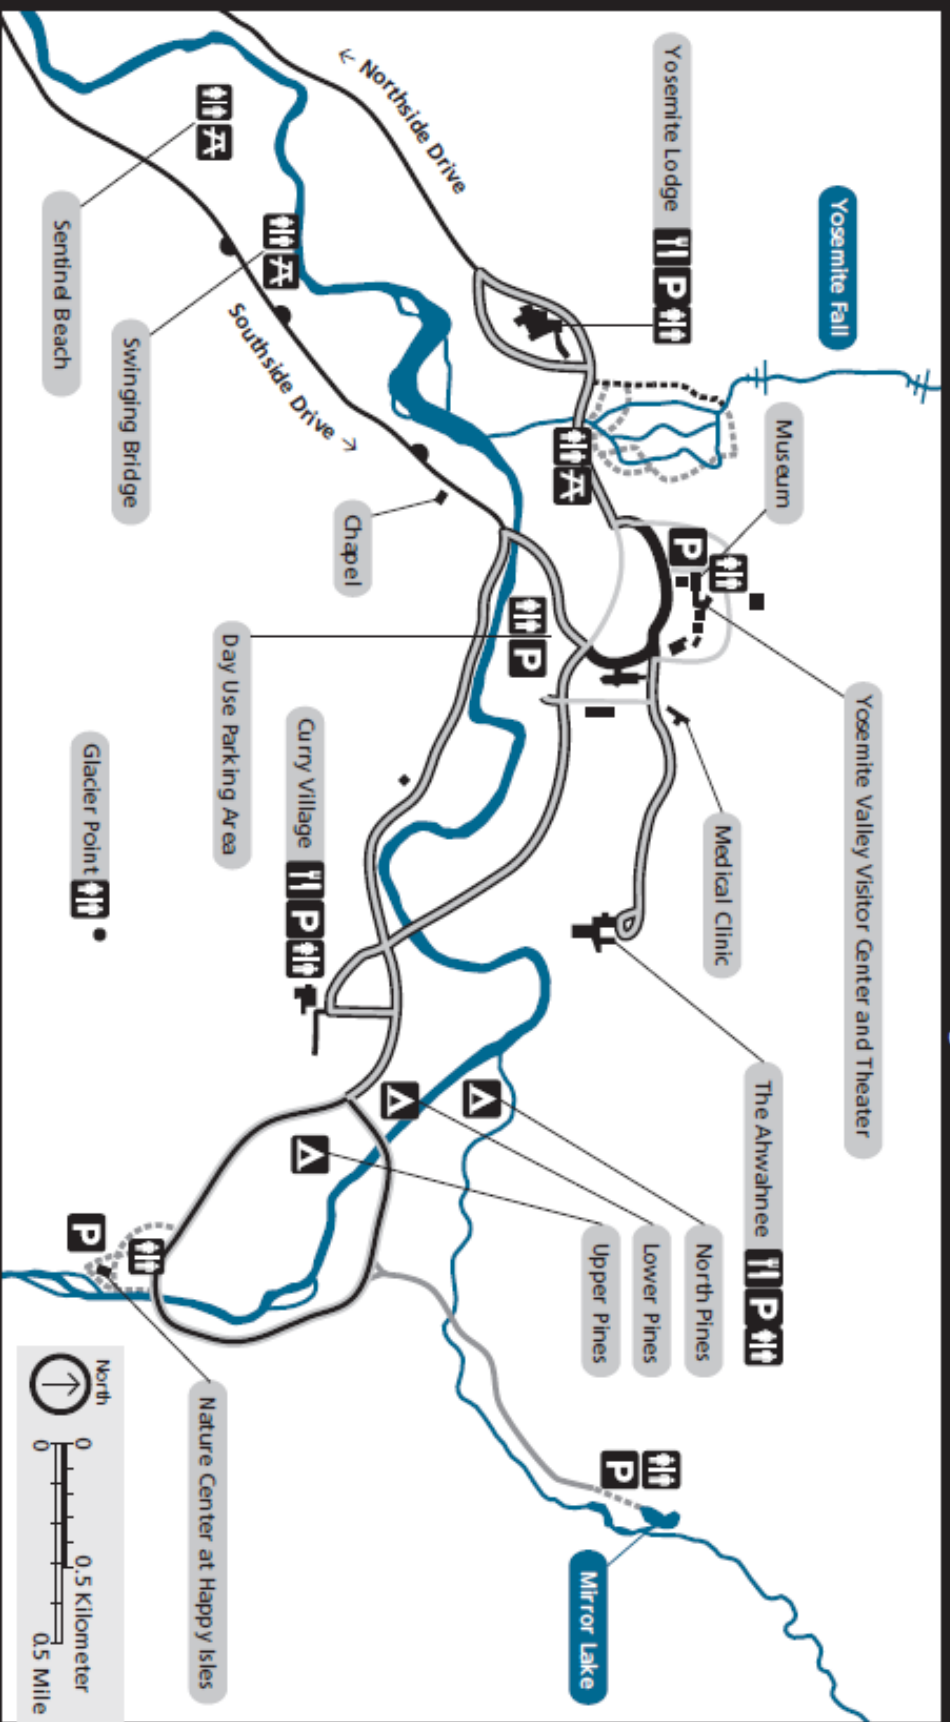 Yosemite Fall
Yosemite Lodge
P
← Northside Drive
Museum
P
Yosemite Valley Visitor Center and Theater
Medical Clinic
The Ahwahnee
P
Sentinel Beach
Swinging Bridge
Southside Drive →
Chapel
P
Day Use Parking Area
Curry Village
P
Glacier Point
North Pines
Lower Pines
Upper Pines
P
Mirror Lake
P
Nature Center at Happy Isles
North
0
0.5 Kilometer
0
0.5 Mile